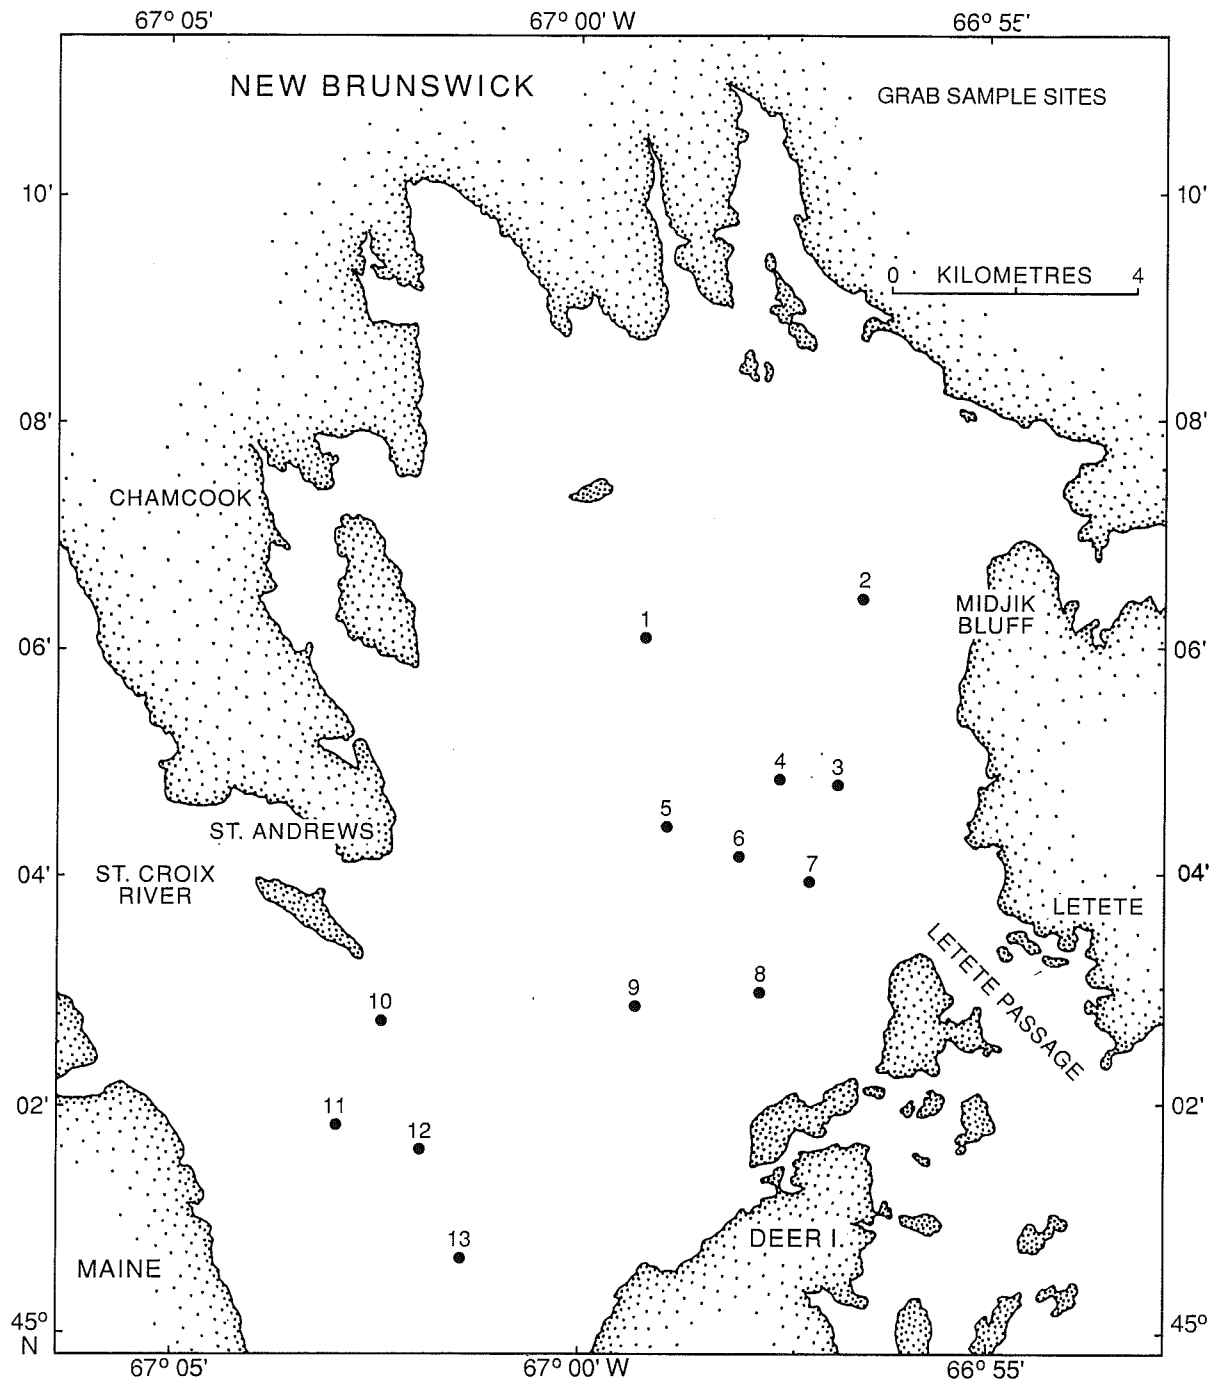 67° 05'
67° 00' W
66° 55'
NEW BRUNSWICK
GRAB SAMPLE SITES
10'
10'
0 KILOMETRES 4
08'
08'
CHAMCOOK
2
MIDJIK
BLUFF
1
06'
06'
4
3
5
ST. ANDREWS
6
7
04'
04'
ST. CROIX
RIVER
LETETE
LETETE PASSAGE
8
9
10
02'
02'
11
12
13
DEER I.
MAINE
45°
N
45°
67° 05'
67° 00' W
66° 55'